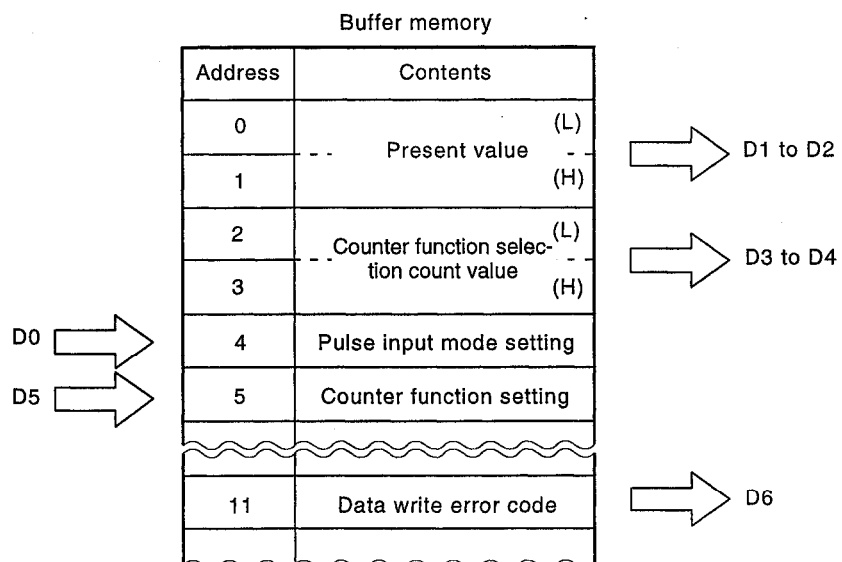 Buffer memory
Address Contents
0 (L)
Present value
D1 to D2
1 (H)
2 (L)
Counter function selec-
tion count value
D3 to D4
3 (H)
D0 4 Pulse input mode setting
D5 5 Counter function setting
11 Data write error code D6